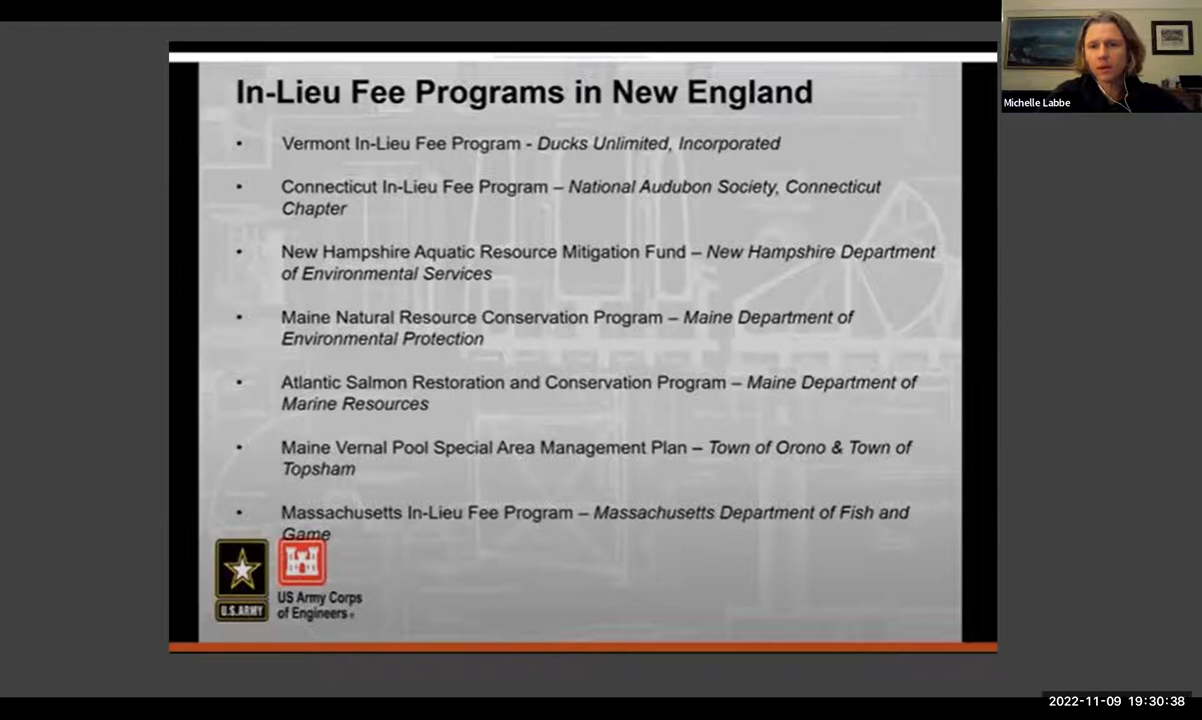 In-Lieu Fee Programs in New England
• Vermont In-Lieu Fee Program - Ducks Unlimited, Incorporated
• Connecticut In-Lieu Fee Program – National Audubon Society, Connecticut
Chapter
• New Hampshire Aquatic Resource Mitigation Fund – New Hampshire Department
of Environmental Services
• Maine Natural Resource Conservation Program – Maine Department of
Environmental Protection
• Atlantic Salmon Restoration and Conservation Program – Maine Department of
Marine Resources
• Maine Vernal Pool Special Area Management Plan – Town of Orono & Town of
Topsham
• Massachusetts In-Lieu Fee Program – Massachusetts Department of Fish and
Game
U.S.ARMY
US Army Corps
of Engineers®
Michelle Labbe
2022-11-09 19:30:38